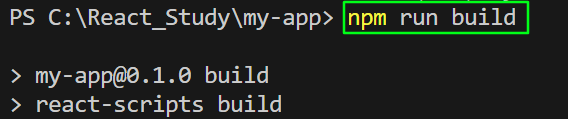 PS C:\React_Study\my-app> npm run build
> my-app@0.1.0 build
> react-scripts build